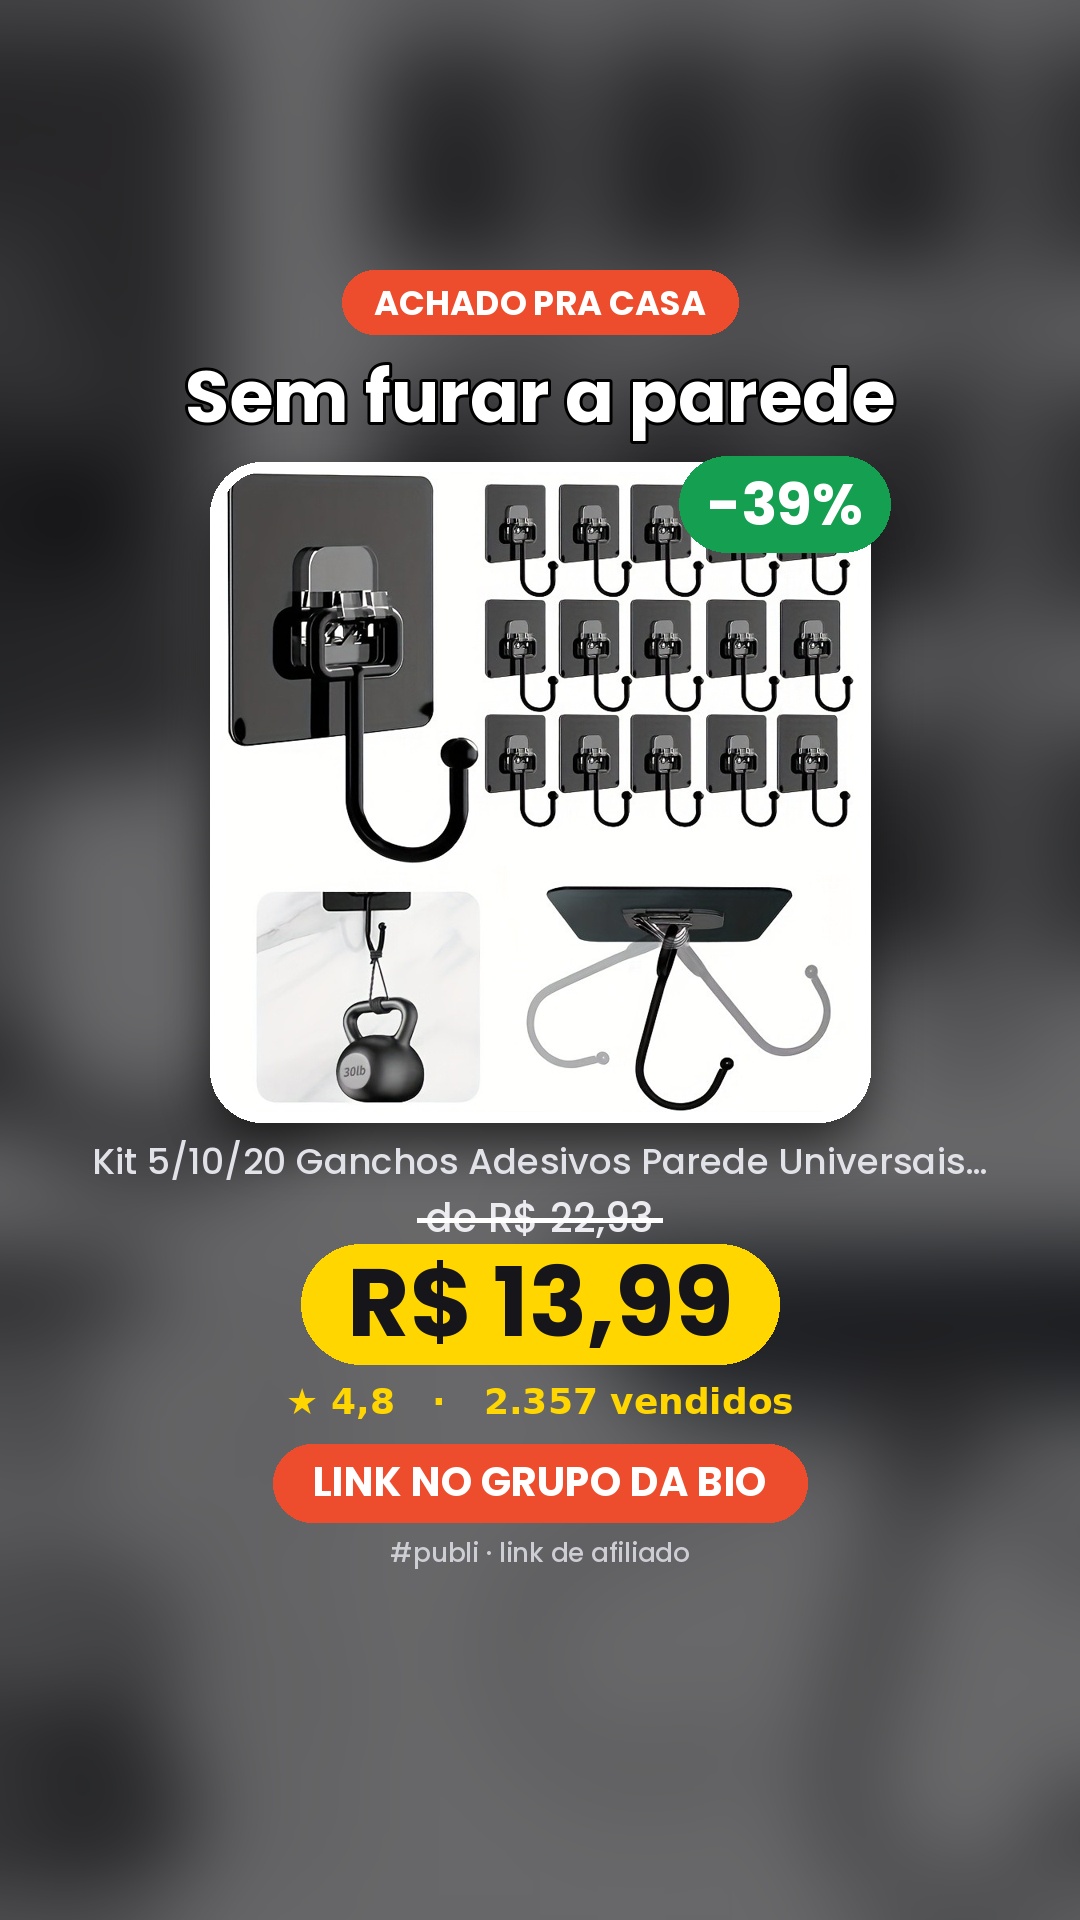 ACHADO PRA CASA
Sem furar a parede
-39%
30lb
Kit 5/10/20 Ganchos Adesivos Parede Universais...
de R$ 22,93
R$ 13,99
★ 4,8 · 2.357 vendidos
LINK NO GRUPO DA BIO
#publi · link de afiliado